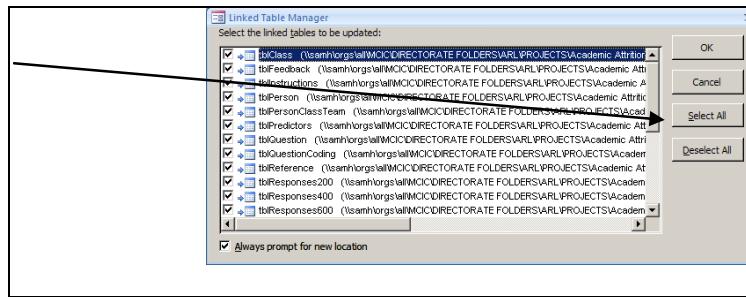 Linked Table Manager
Select the linked tables to be updated:
tblClass (\\samh\orgs\all\MCIC\DIRECTORATE FOLDERS\ARL\PROJECTS\Academic Attrition
tblFeedback (\\samh\orgs\all\MCIC\DIRECTORATE FOLDERS\ARL\PROJECTS\Academic Att
tblInstructions (\\samh\orgs\all\MCIC\DIRECTORATE FOLDERS\ARL\PROJECTS\Academic A
tblPerson (\\samh\orgs\all\MCIC\DIRECTORATE FOLDERS\ARL\PROJECTS\Academic Attritio
tblPersonClassTeam (\\samh\orgs\all\MCIC\DIRECTORATE FOLDERS\ARL\PROJECTS\Acad
tblPredictors (\\samh\orgs\all\MCIC\DIRECTORATE FOLDERS\ARL\PROJECTS\Academic Att
tblQuestion (\\samh\orgs\all\MCIC\DIRECTORATE FOLDERS\ARL\PROJECTS\Academic Attri
tblQuestionCoding (\\samh\orgs\all\MCIC\DIRECTORATE FOLDERS\ARL\PROJECTS\Academ
tblReference (\\samh\orgs\all\MCIC\DIRECTORATE FOLDERS\ARL\PROJECTS\Academic At
tblResponses200 (\\samh\orgs\all\MCIC\DIRECTORATE FOLDERS\ARL\PROJECTS\Academ
tblResponses400 (\\samh\orgs\all\MCIC\DIRECTORATE FOLDERS\ARL\PROJECTS\Academ
tblResponses600 (\\samh\orgs\all\MCIC\DIRECTORATE FOLDERS\ARL\PROJECTS\Academ
Always prompt for new location
OK
Cancel
Select All
Deselect All